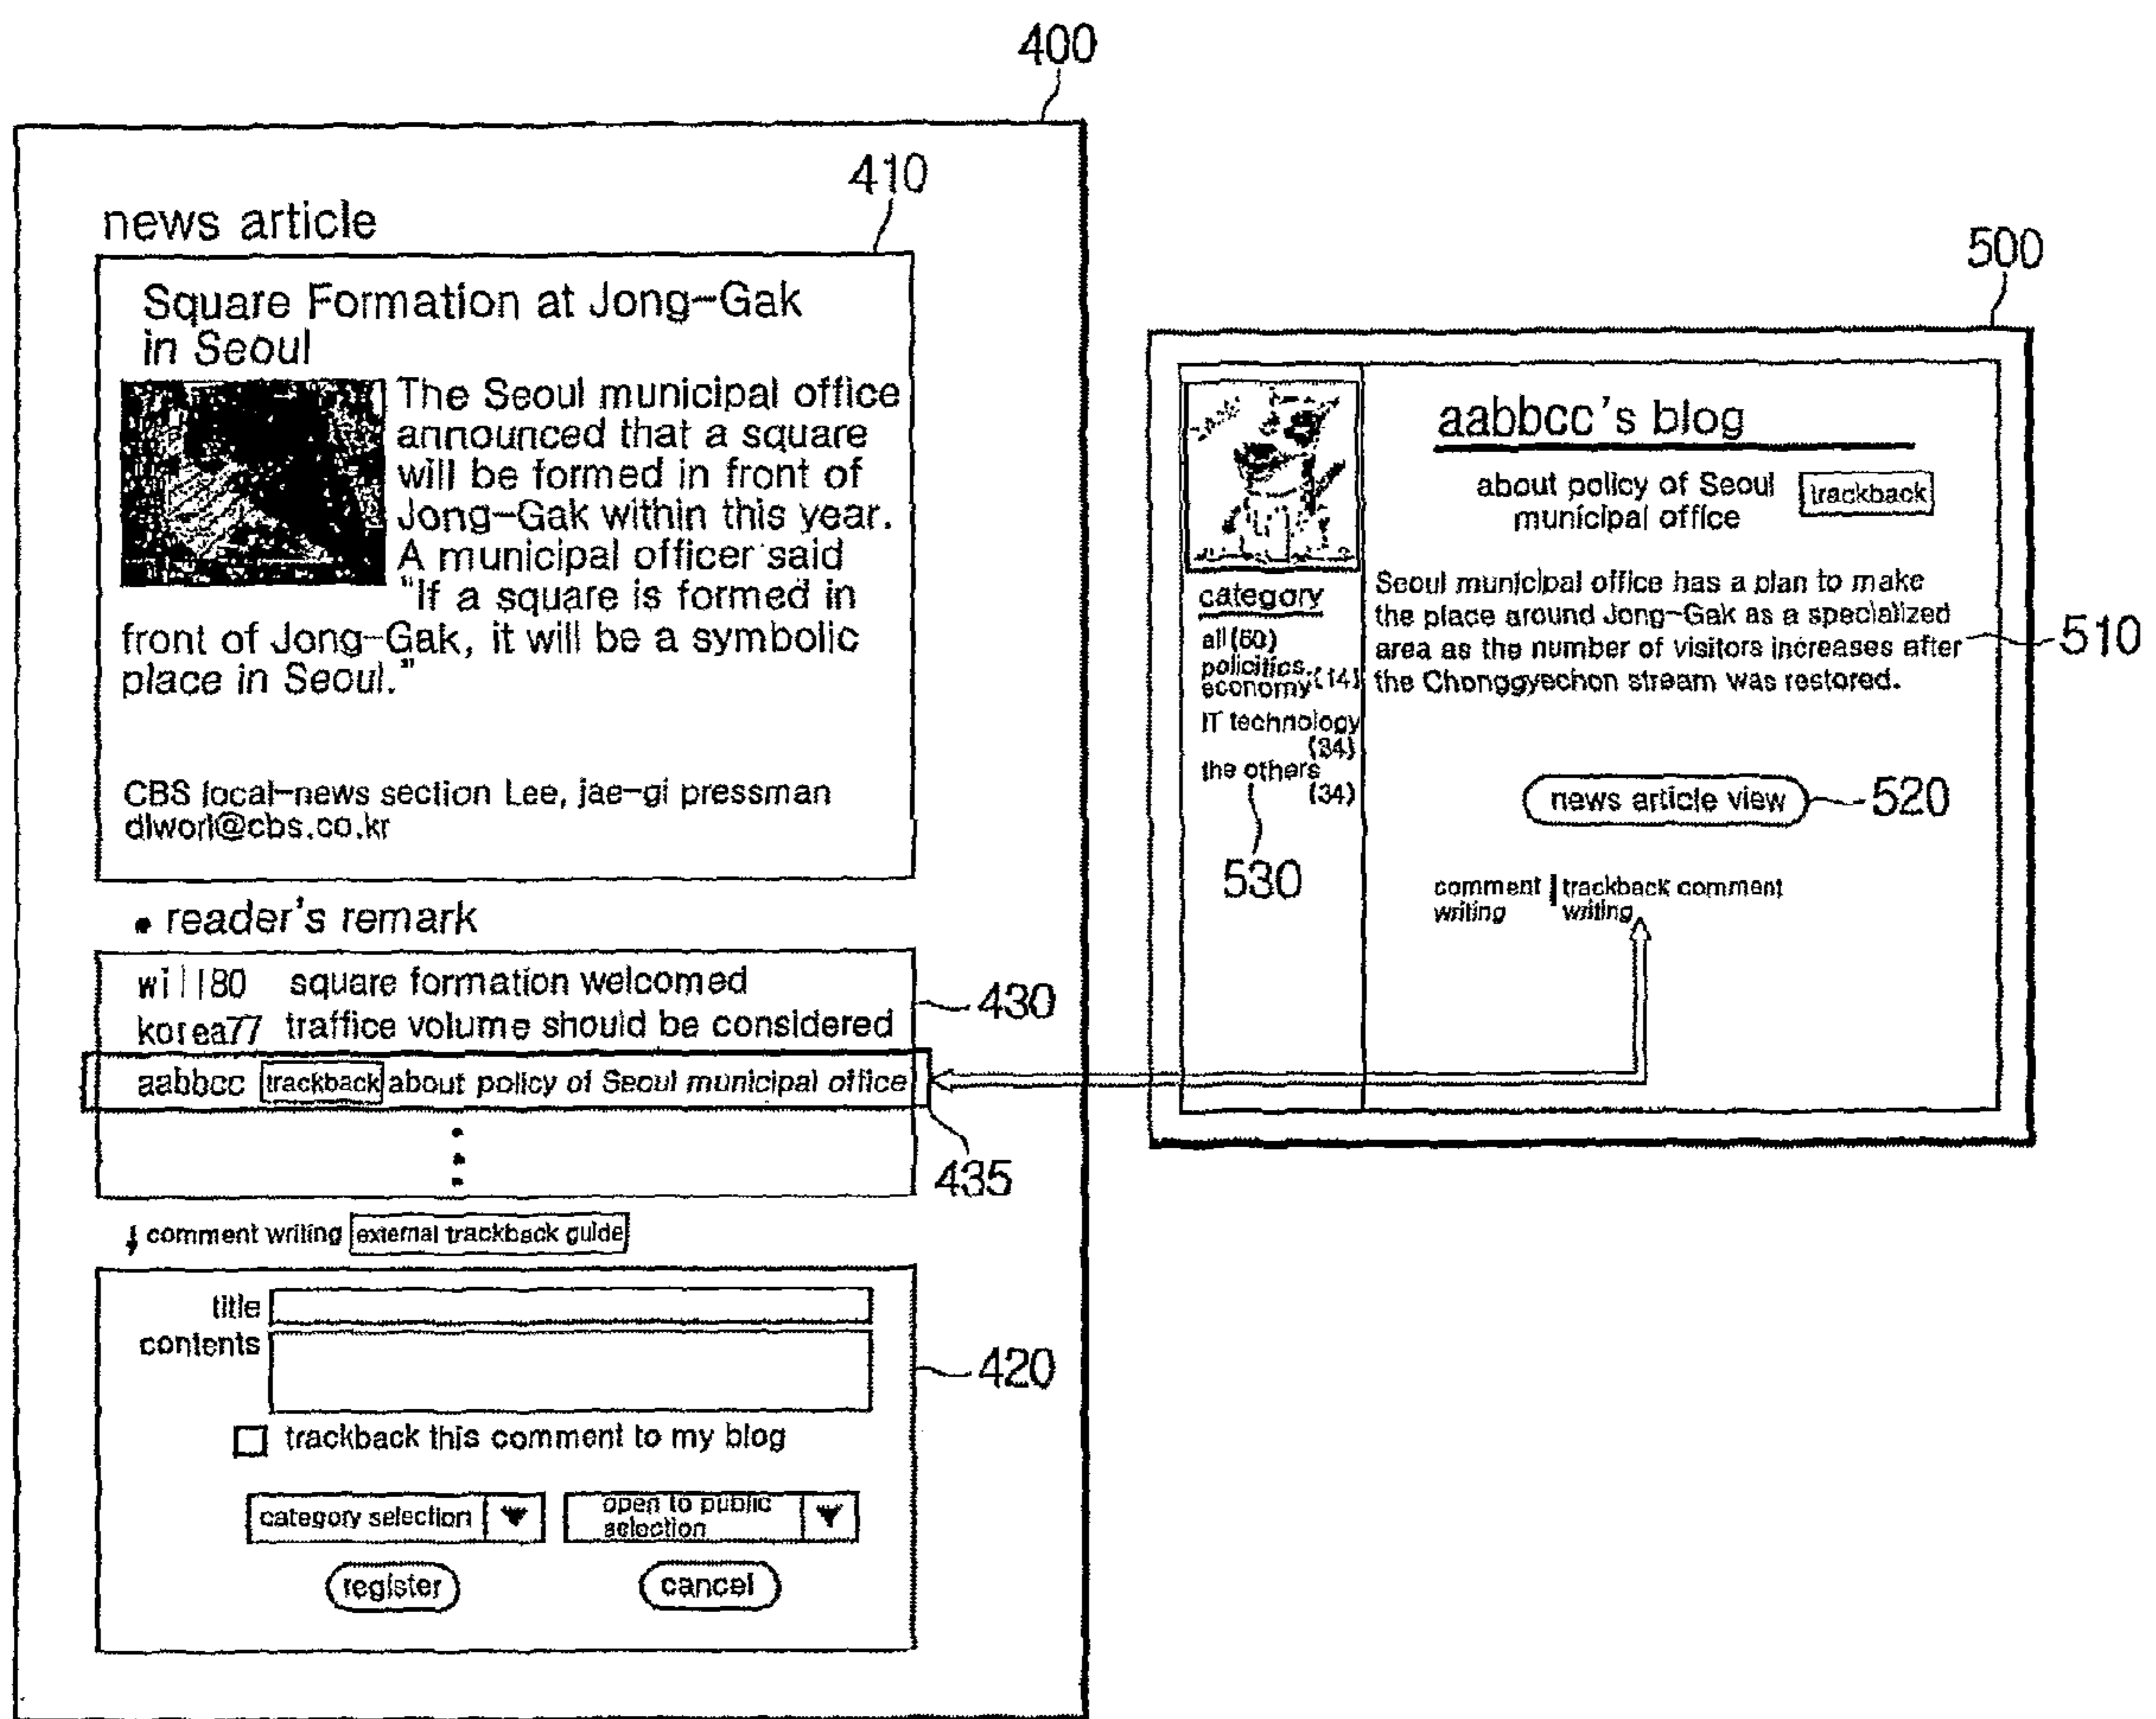 400
410
news article
Square Formation at Jong-Gak
in Seoul
The Seoul municipal office
announced that a square
will be formed in front of
Jong-Gak within this year.
A municipal officer said
"If a square is formed in
front of Jong-Gak, it will be a symbolic
place in Seoul."
CBS local-news section Lee, jae-gi pressman
dlworl@cbs.co.kr
• reader's remark
will80 square formation welcomed
430
korea77 traffice volume should be considered
aabbcc trackback about policy of Seoul municipal office
435
comment writing external trackback guide
title
contents
420
trackback this comment to my blog
category selection
open to public
selection
register
cancel
500
aabbcc's blog
about policy of Seoul
municipal office
trackback
Seoul municipal office has a plan to make
the place around Jong-Gak as a specialized
area as the number of visitors increases after
the Chonggyechon stream was restored.
510
category
all(60)
policitics,
economy(14)
IT technology
(34)
the others
(34)
530
news article view
520
comment
writing
trackback comment
writing